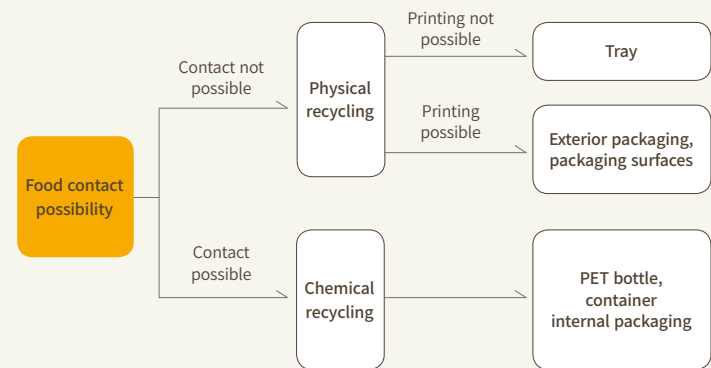 Food contact
possibility
Contact not
possible
Physical
recycling
Printing not
possible
Tray
Printing
possible
Exterior packaging,
packaging surfaces
Contact
possible
Chemical
recycling
PET bottle,
container
internal packaging